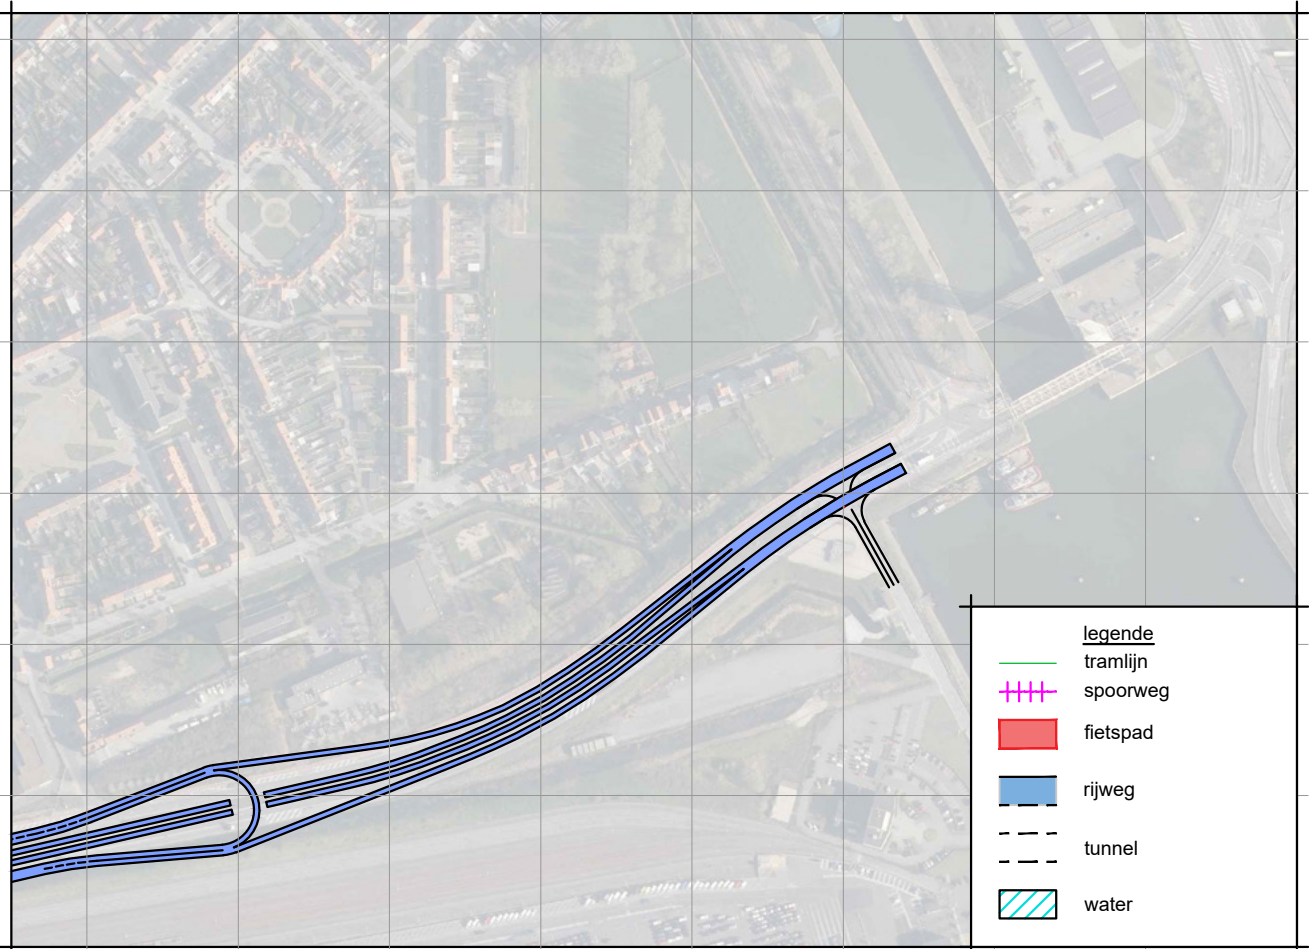 legende
tramlijn
spoorweg
fietspad
rijweg
tunnel
water